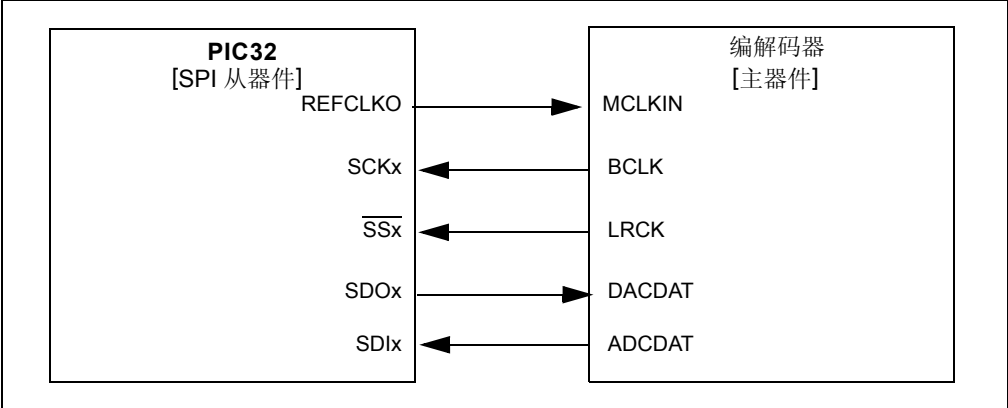 PIC32
[SPI 从器件]
REFCLKO
SCKx
SSx
SDOx
SDIx
编解码器
[主器件]
MCLKIN
BCLK
LRCK
DACDAT
ADCDAT